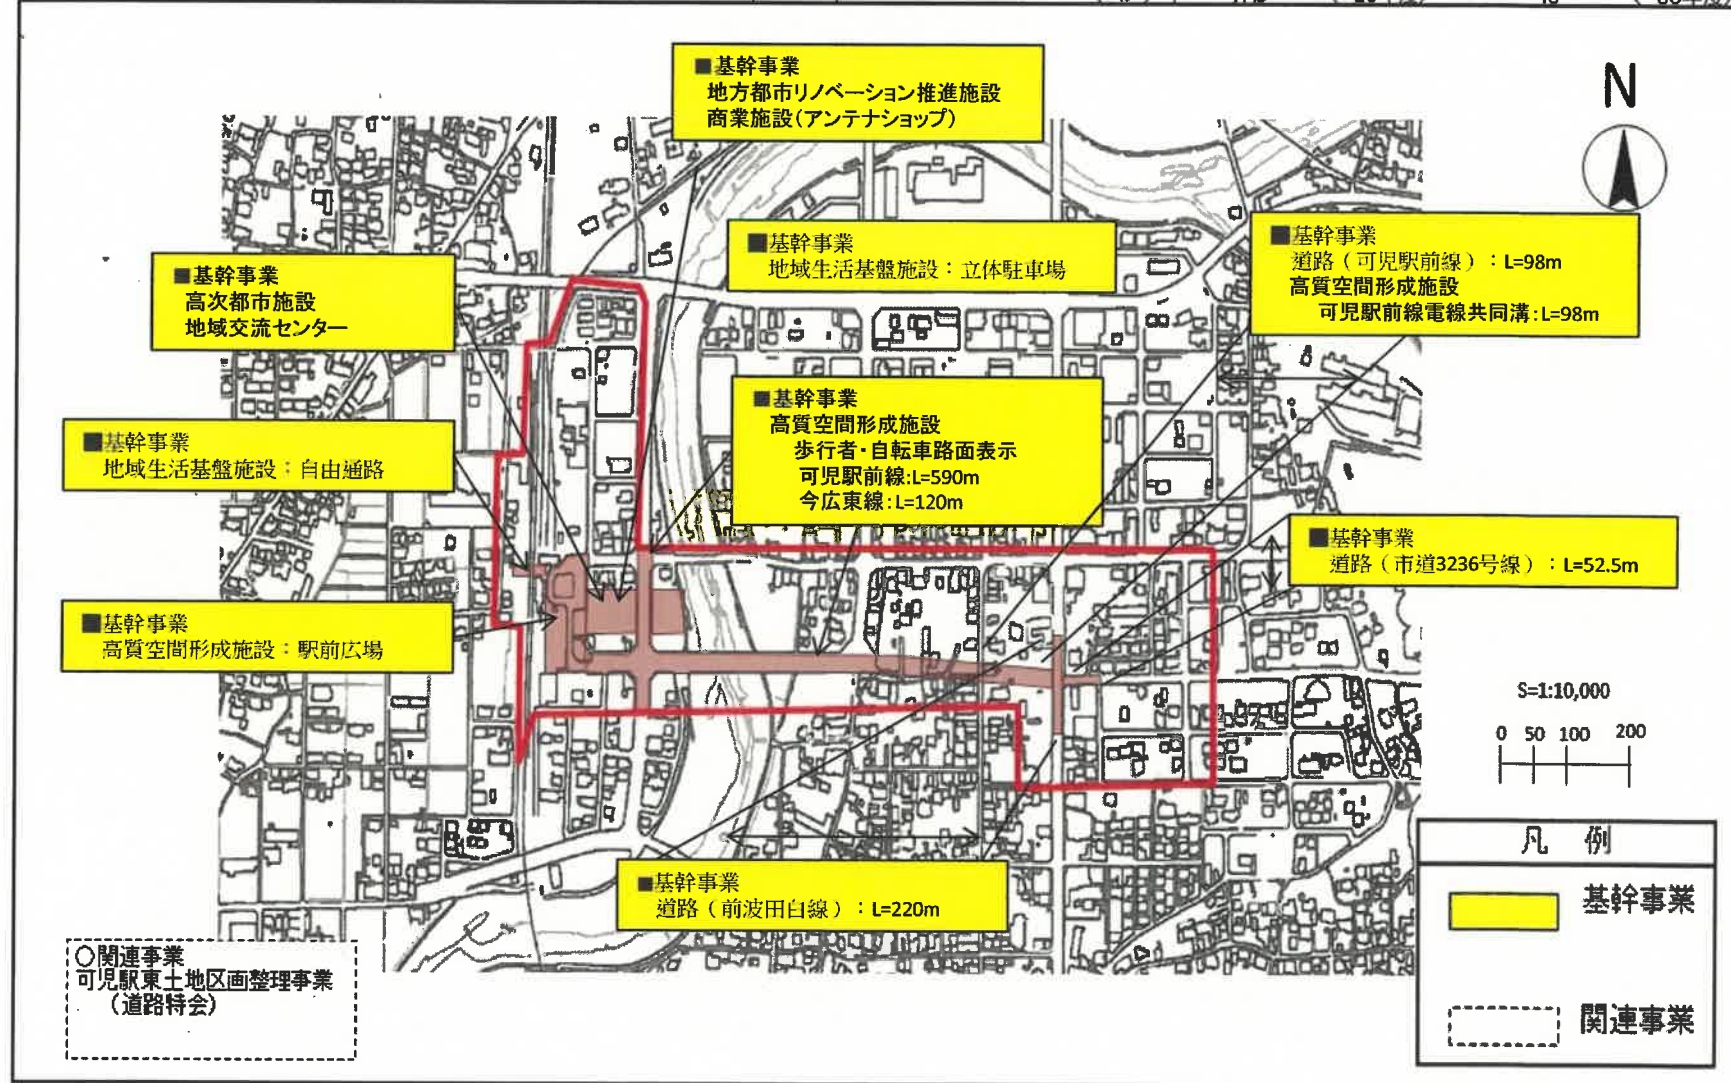 ■基幹事業
地方都市リノベーション推進施設
商業施設(アンテナショップ)
N
■基幹事業
地域生活基盤施設：立体駐車場
■基幹事業
道路（可児駅前線）：L=98m
高質空間形成施設
可児駅前線電線共同溝：L=98m
■基幹事業
高次都市施設
地域交流センター
■基幹事業
高質空間形成施設
歩行者・自転車路面表示
可児駅前線：L=590m
今広東線：L=120m
■基幹事業
地域生活基盤施設：自由通路
■基幹事業
道路（市道3236号線）：L=52.5m
■基幹事業
高質空間形成施設：駅前広場
S=1:10,000
0 50 100 200
■基幹事業
道路（前波田白線）：L=220m
凡 例
基幹事業
関連事業
○関連事業
可児駅東土地区画整理事業
（道路特会）